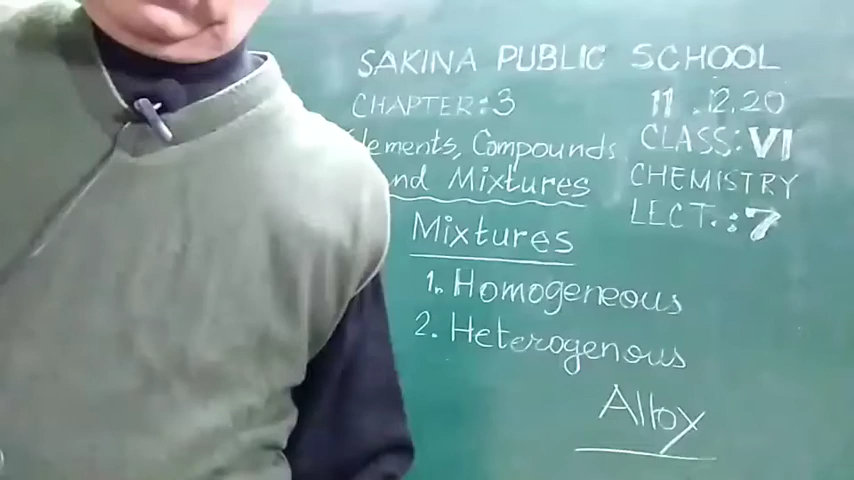 SAKINA PUBLIC SCHOOL
CHAPTER: 3
11.12.20
lements, Compounds
CLASS: VI
nd Mixtures
CHEMISTRY
LECT.: 7
Mixtures
1. Homogeneous
2. Heterogenous
Alloy